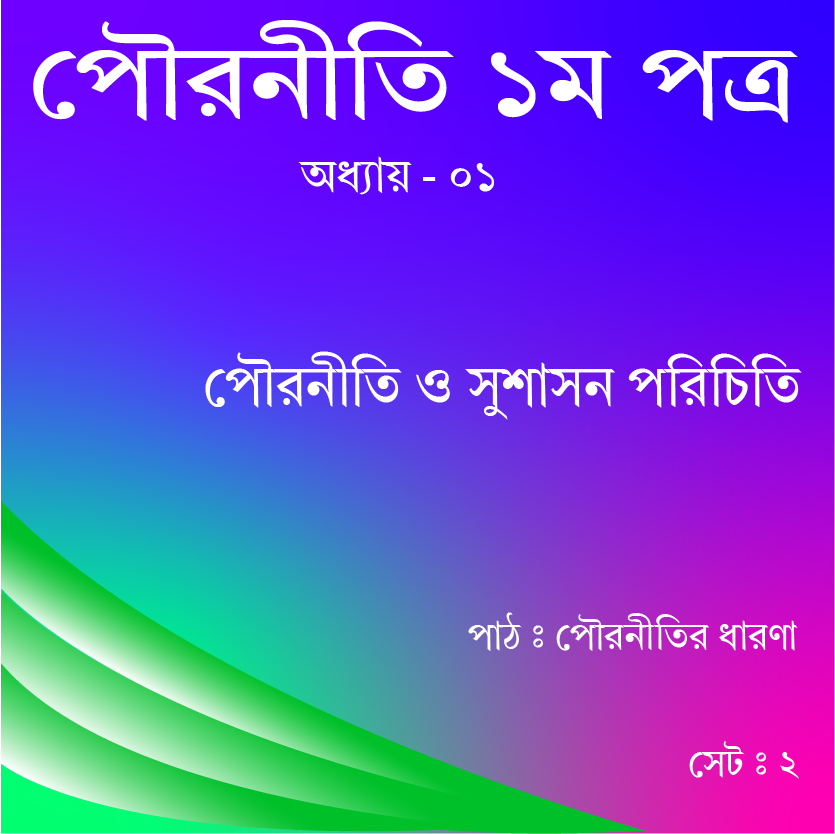 পৌরনীতি ১ম পত্র
অধ্যায় - ০১
পৌরনীতি ও সুশাসন পরিচিতি
পাঠ ঃ পৌরনীতির ধারণা
সেট ঃ ২